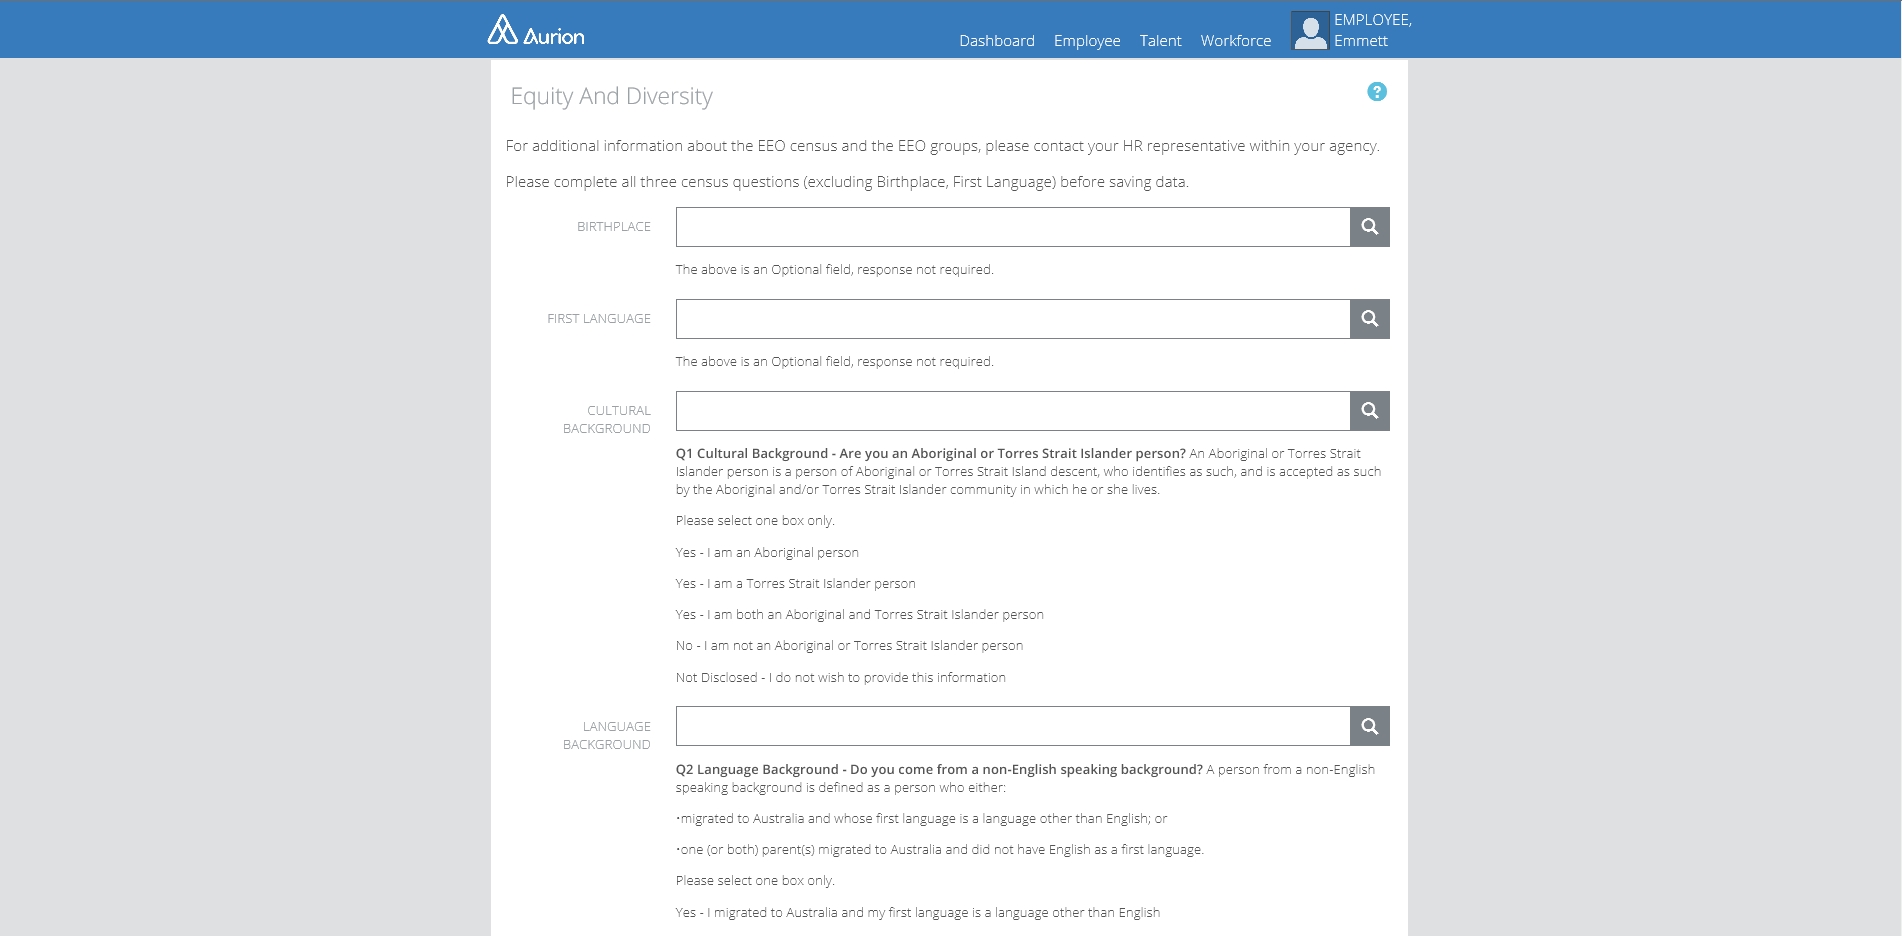 Aurion
Dashboard Employee Talent Workforce
EMPLOYEE,
Emmett
Equity And Diversity
?
For additional information about the EEO census and the EEO groups, please contact your HR representative within your agency.
Please complete all three census questions (excluding Birthplace, First Language) before saving data.
BIRTHPLACE
The above is an Optional field, response not required.
FIRST LANGUAGE
The above is an Optional field, response not required.
CULTURAL
BACKGROUND
Q1 Cultural Background - Are you an Aboriginal or Torres Strait Islander person? An Aboriginal or Torres Strait
Islander person is a person of Aboriginal or Torres Strait Island descent, who identifies as such, and is accepted as such
by the Aboriginal and/or Torres Strait Islander community in which he or she lives.
Please select one box only.
Yes - I am an Aboriginal person
Yes - I am a Torres Strait Islander person
Yes - I am both an Aboriginal and Torres Strait Islander person
No - I am not an Aboriginal or Torres Strait Islander person
Not Disclosed - I do not wish to provide this information
LANGUAGE
BACKGROUND
Q2 Language Background - Do you come from a non-English speaking background? A person from a non-English
speaking background is defined as a person who either:
•migrated to Australia and whose first language is a language other than English; or
•one (or both) parent(s) migrated to Australia and did not have English as a first language.
Please select one box only.
Yes - I migrated to Australia and my first language is a language other than English